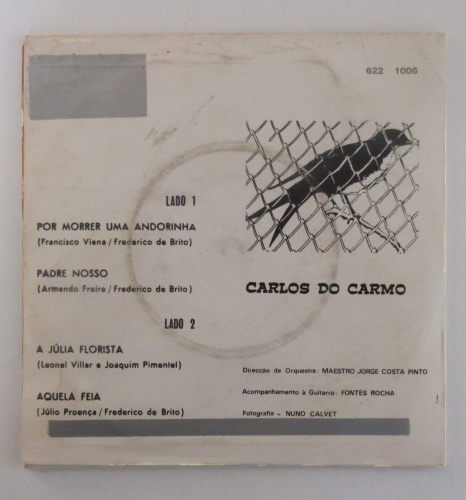 622 1006
LADO 1
POR MORRER UMA ANDORINHA
(Francisco Viana/Frederico de Brito)
PADRE NOSSO
(Armando Freire/Frederico de Brito)
LADO 2
A JÚLIA FLORISTA
(Leonel Villar e Joaquim Pimentel)
AQUELA FEIA
(Júlio Proença/Frederico de Brito)
CARLOS DO CARMO
Direcção de Orquestra: MAESTRO JORGE COSTA PINTO
Acompanhamento à Guitarra: FONTES ROCHA
Fotografia - NUNO CALVET